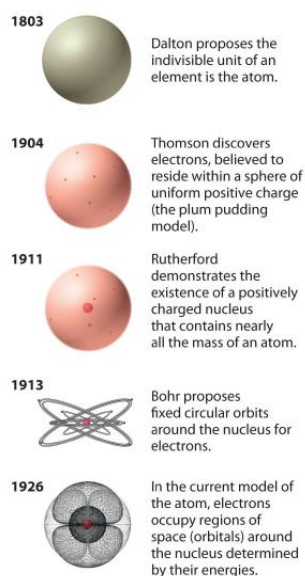 1803
Dalton proposes the
indivisible unit of an
element is the atom.
1904
Thomson discovers
electrons, believed to
reside within a sphere of
uniform positive charge
(the plum pudding
model).
1911
Rutherford
demonstrates the
existence of a positively
charged nucleus
that contains nearly
all the mass of an atom.
1913
Bohr proposes
fixed circular orbits
around the nucleus for
electrons.
1926
In the current model of
the atom, electrons
occupy regions of
space (orbitals) around
the nucleus determined
by their energies.